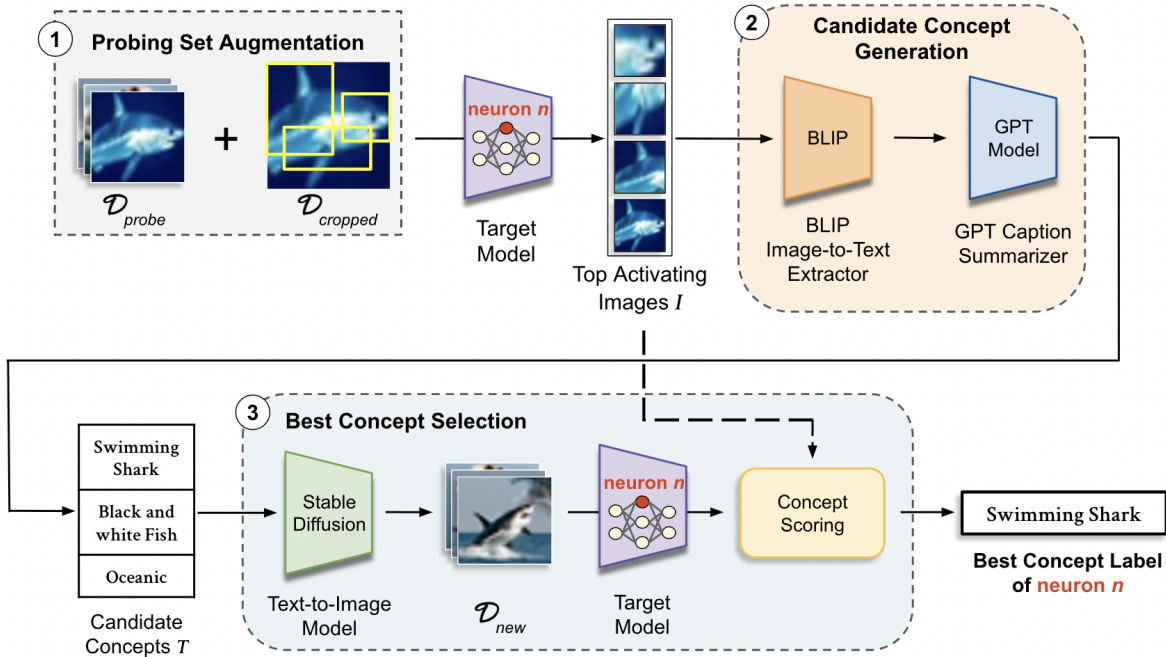 1
Probing Set Augmentation
+
𝒟probe
𝒟cropped
neuron n
Target
Model
Top Activating
Images I
2
Candidate Concept
Generation
BLIP
BLIP
Image-to-Text
Extractor
GPT
Model
GPT Caption
Summarizer
Swimming
Shark
Black and
white Fish
Oceanic
Candidate
Concepts T
3
Best Concept Selection
Stable
Diffusion
Text-to-Image
Model
𝒟new
neuron n
Target
Model
Concept
Scoring
Swimming Shark
Best Concept Label
of neuron n